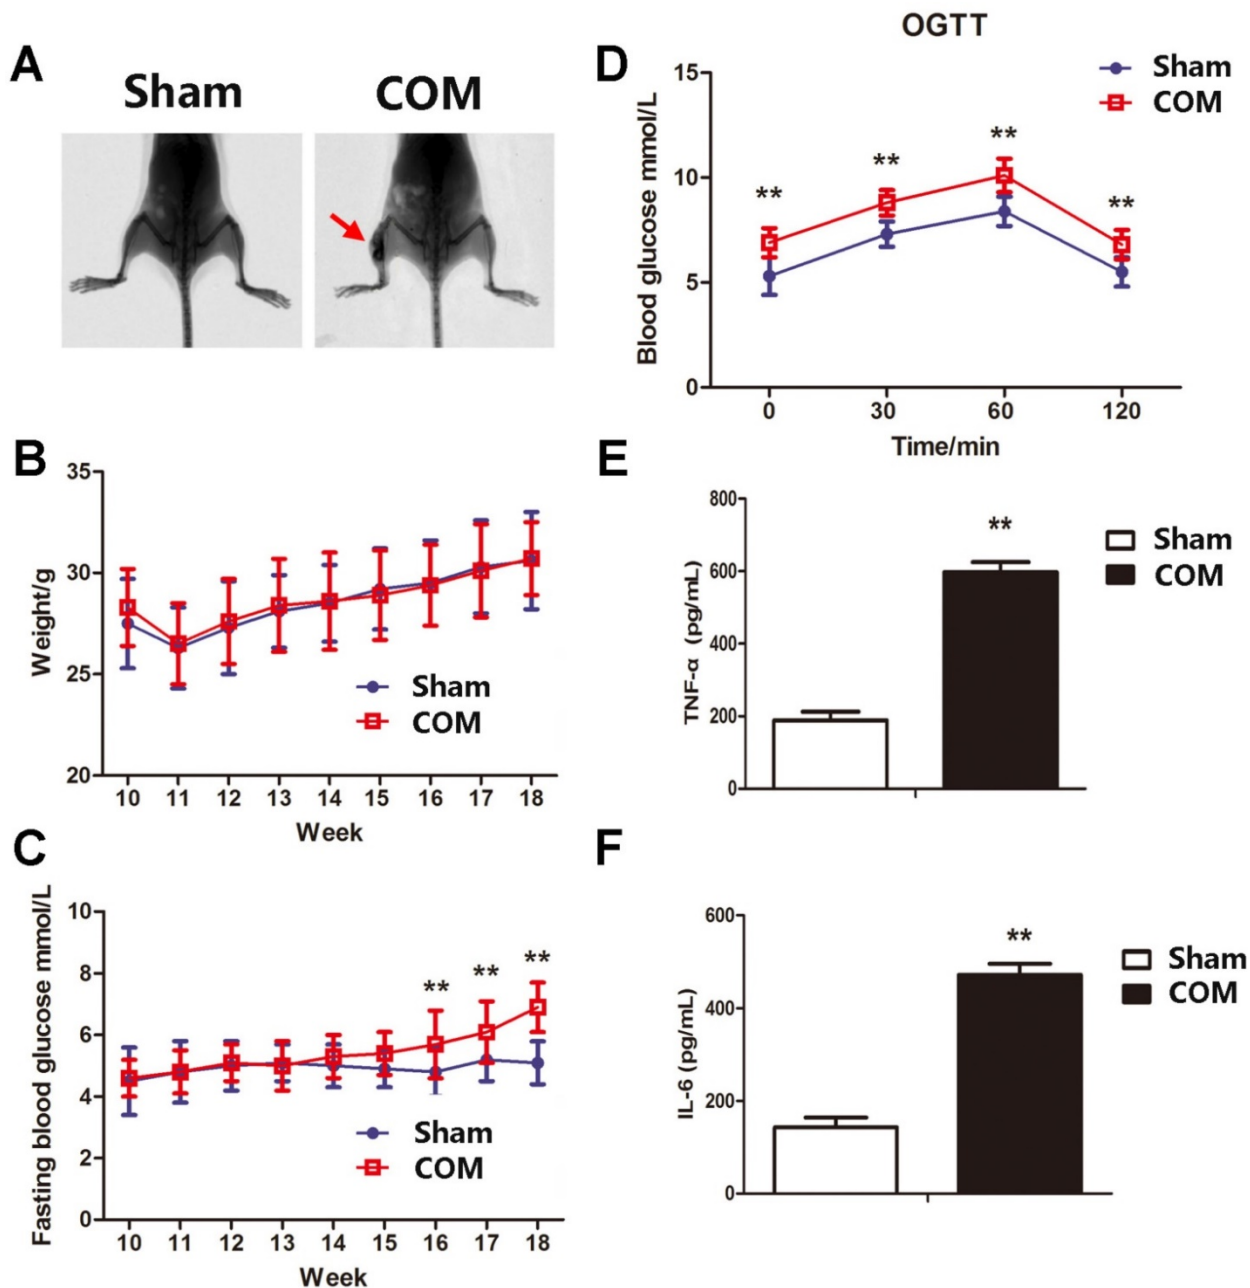 A
Sham
COM
B
35
30
25
20
Weight/g
Sham
COM
10 11 12 13 14 15 16 17 18
Week
C
10
8
6
4
2
0
Fasting blood glucose mmol/L
** ** **
Sham
COM
10 11 12 13 14 15 16 17 18
Week
D
OGTT
15
10
5
0
Blood glucose mmol/L
** ** ** **
Sham
COM
0 30 60 120
Time/min
E
800
600
400
200
0
TNF-α (pg/mL)
**
Sham
COM
F
600
400
200
0
IL-6 (pg/mL)
**
Sham
COM